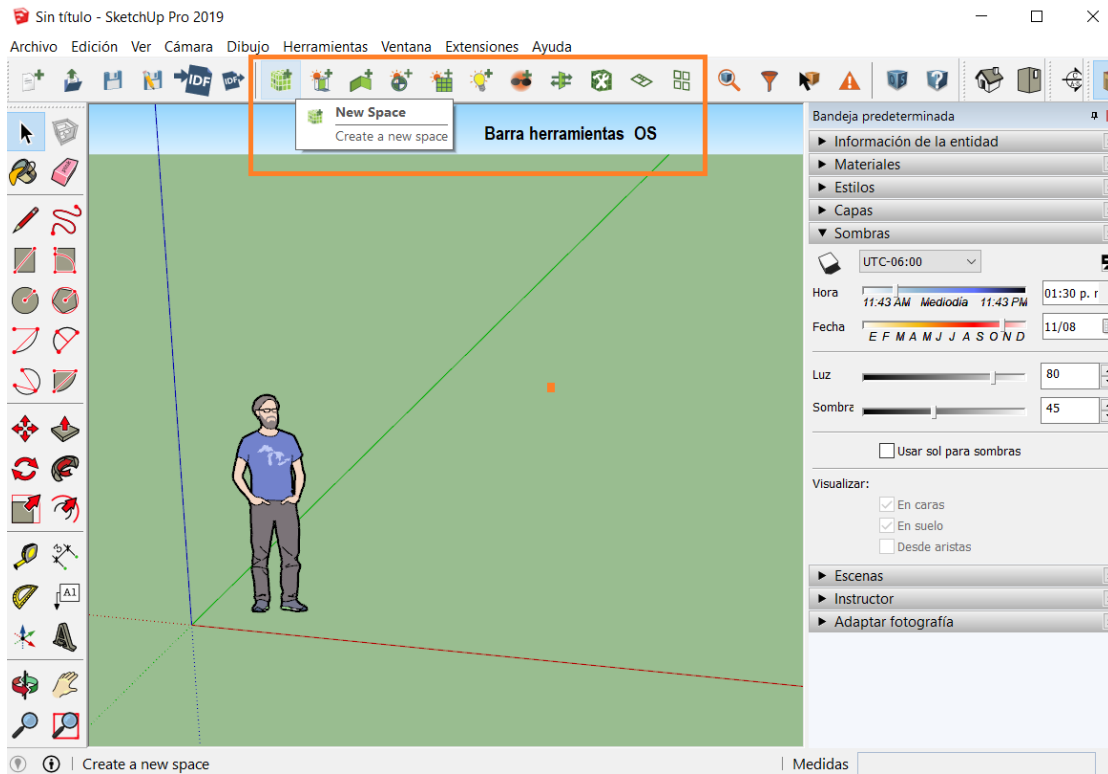 Sin título - SketchUp Pro 2019
Archivo Edición Ver Cámara Dibujo Herramientas Ventana Extensiones Ayuda
IDF IDF
New Space
Create a new space
Barra herramientas OS
Bandeja predeterminada
Información de la entidad
Materiales
Estilos
Capas
Sombras
UTC-06:00
Hora
11:43 AM Mediodía 11:43 PM
01:30 p.
Fecha
E F M A M J J A S O N D
11/08
Luz
80
Sombra
45
Usar sol para sombras
Visualizar:
En caras
En suelo
Desde aristas
Escenas
Instructor
Adaptar fotografía
A1
Create a new space
Medidas